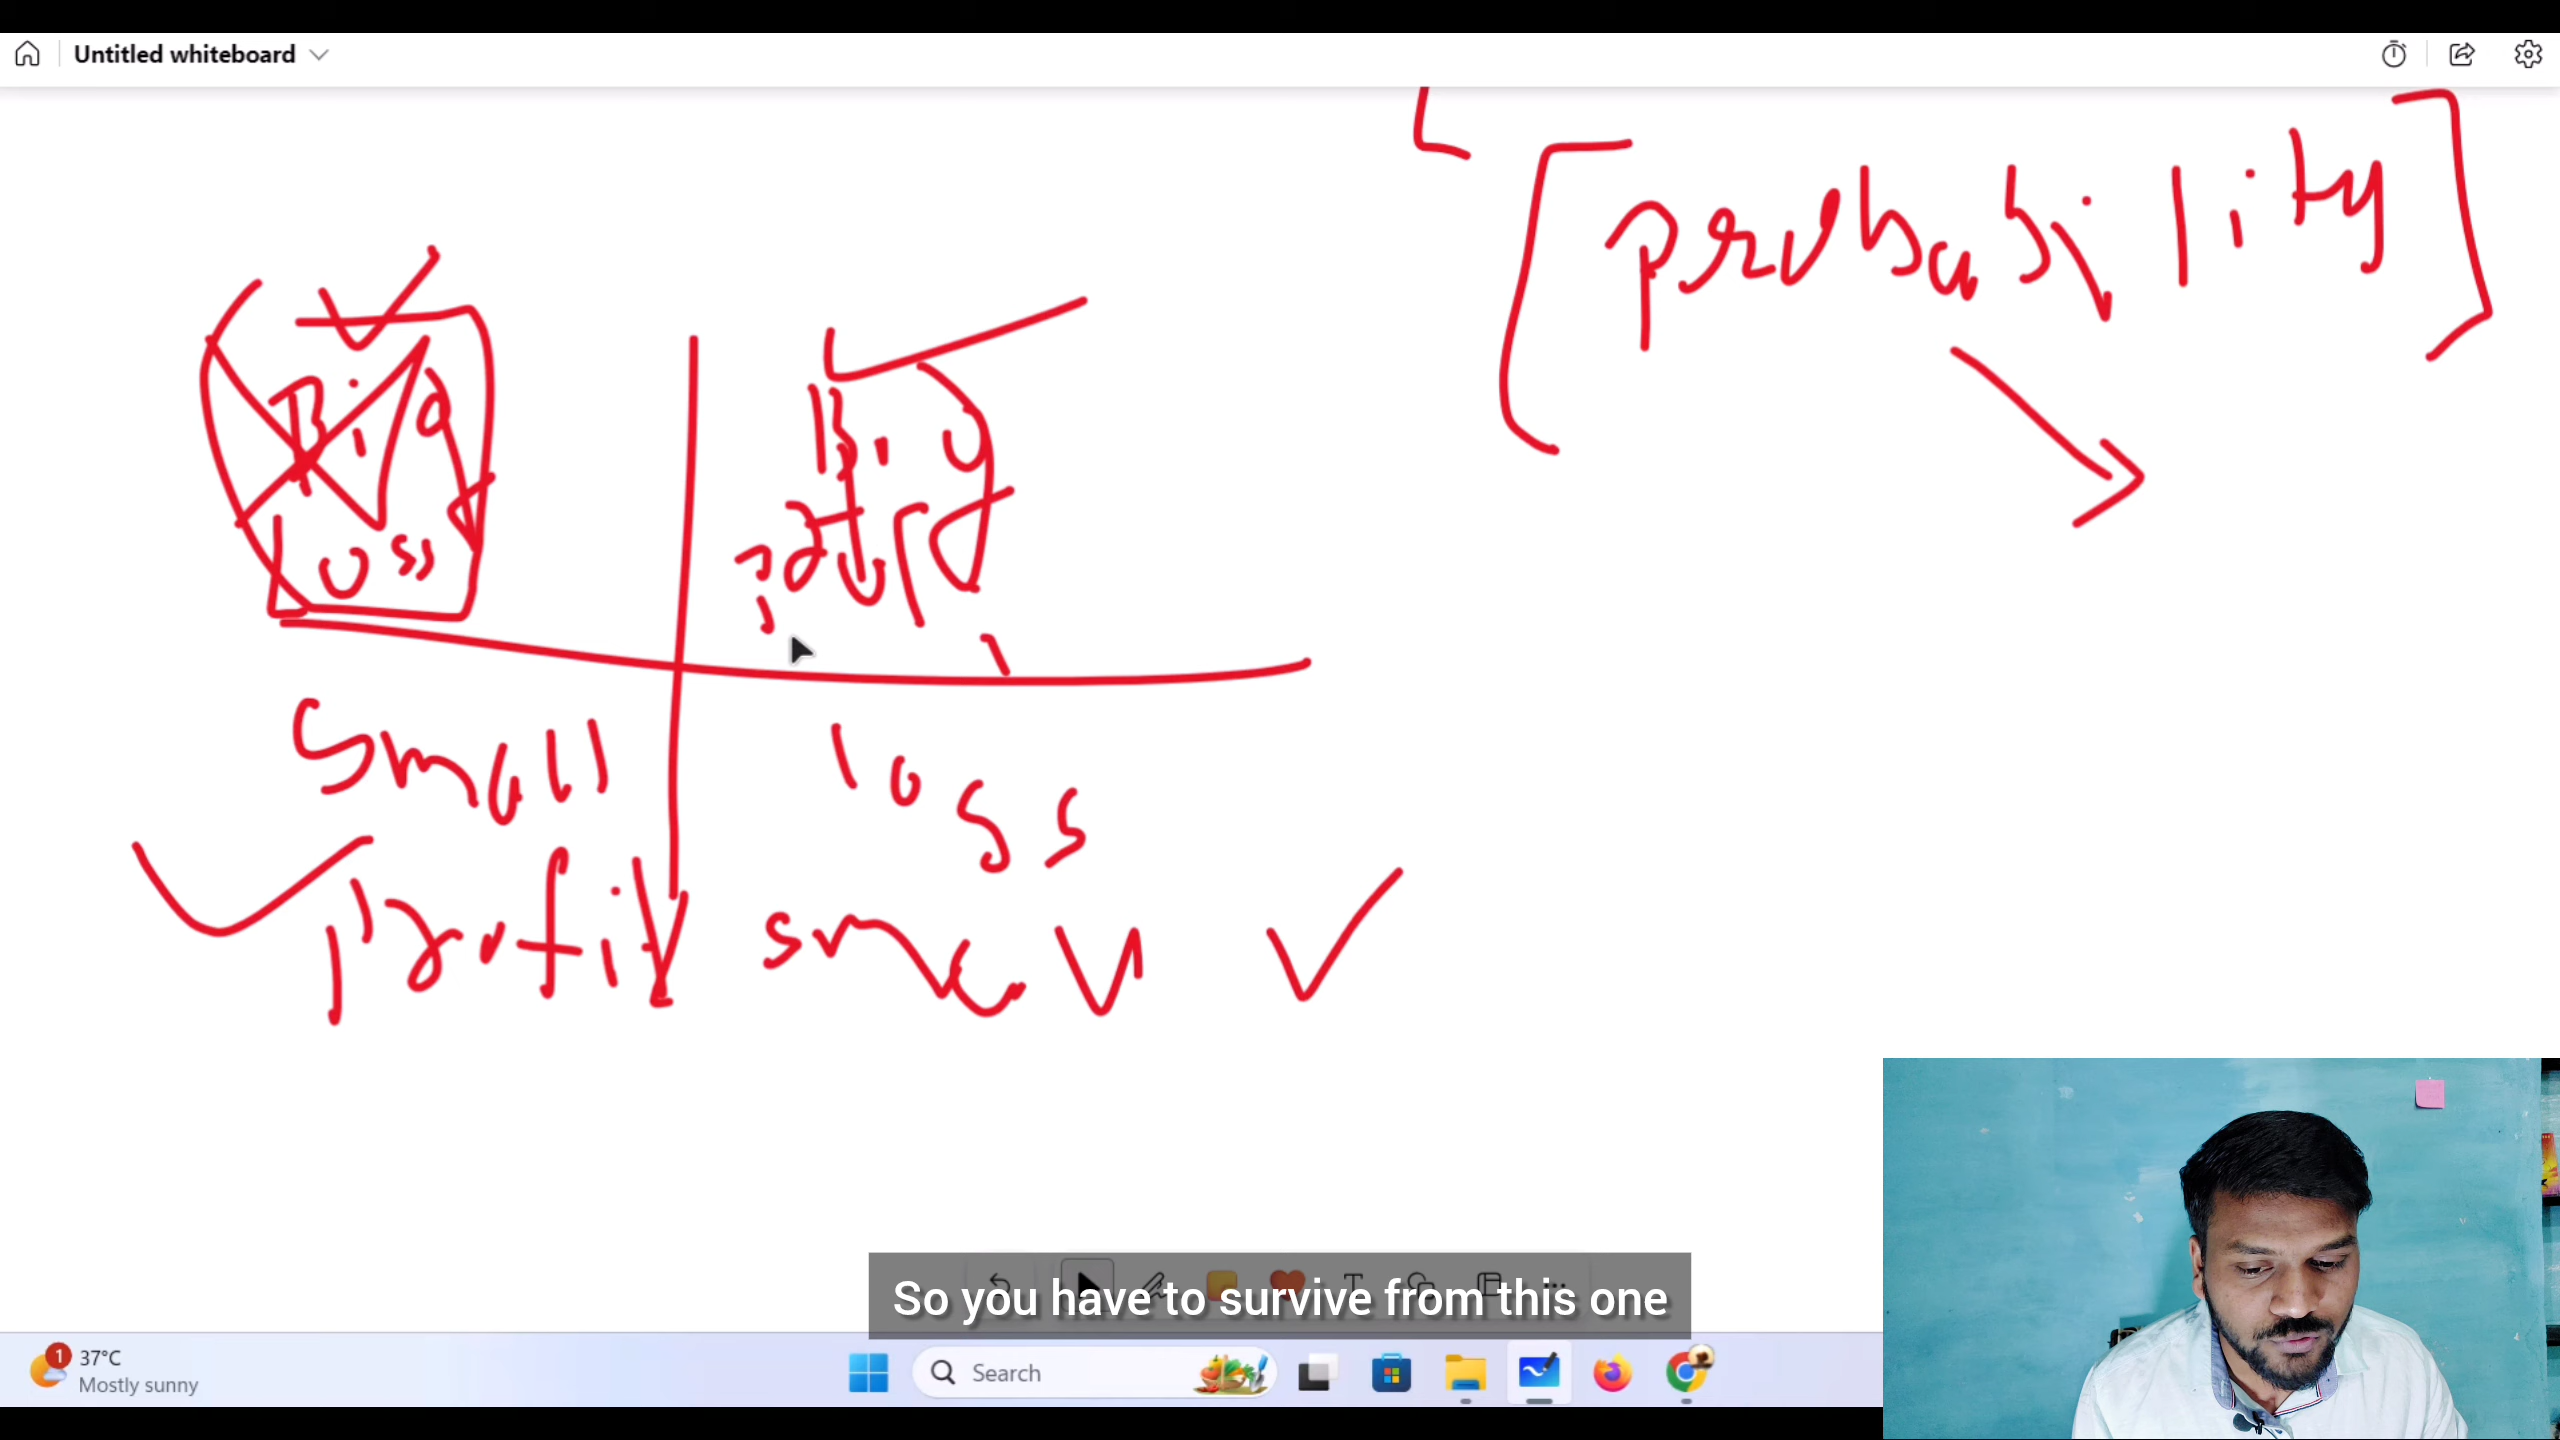 Untitled whiteboard
probability
Big
Big
Loss
Small
loss
Profit
small
So you have to survive from this one
1
37°C
Mostly sunny
Search
T